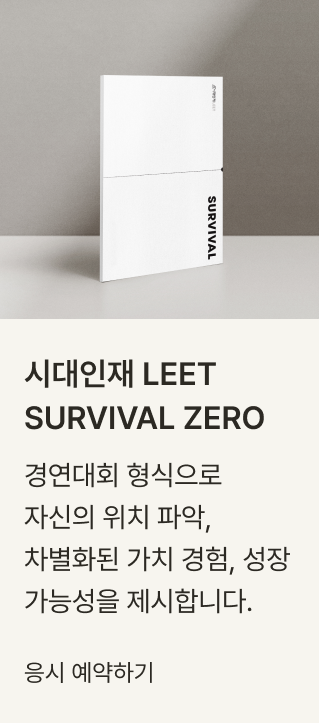 SURVIVAL
시대인재 LEET
SURVIVAL ZERO
경연대회 형식으로
자신의 위치 파악,
차별화된 가치 경험, 성장
가능성을 제시합니다.
응시 예약하기